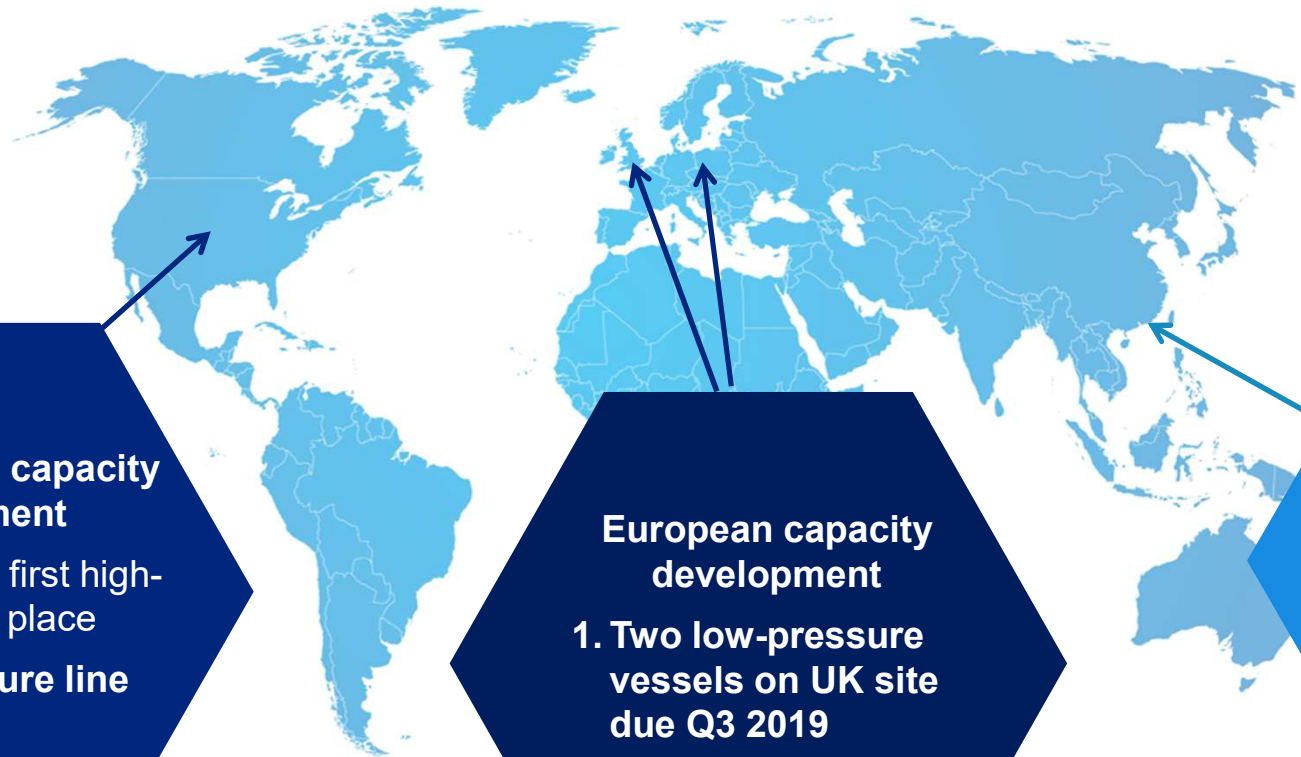 capacity
ment
first high-
place
ure line
European capacity
development
1. Two low-pressure
vessels on UK site
due Q3 2019